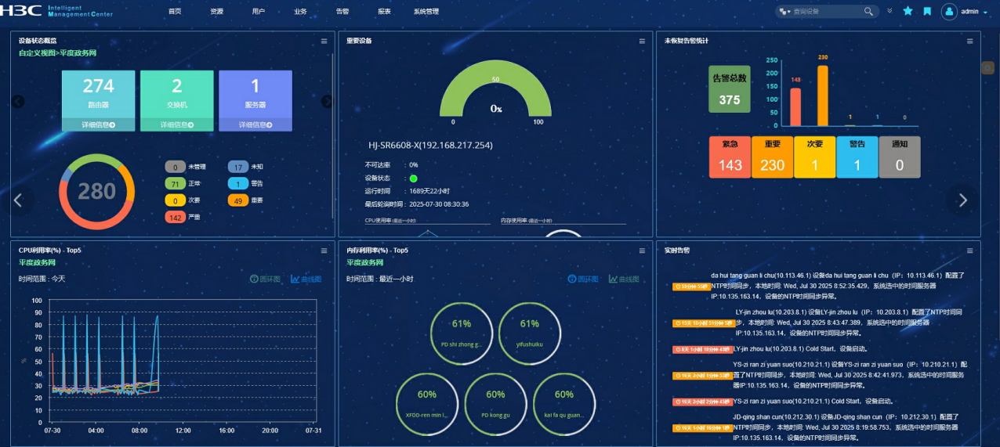 H3C Intelligent
Management Center
首页 资源 用户 业务 告警 报表 系统管理
查询设备
admin
设备状态概览
自定义视图>平度政务网
274
路由器
详细信息
2
交换机
详细信息
1
服务器
详细信息
280
0 未管理
17 未知
71 正常
1 警告
0 次要
49 重要
142 严重
重要设备
50
0%
0 100
HJ-SR6608-X(192.168.217.254)
不可达率 : 0%
设备状态 :
运行时间 : 1689天22小时
最后轮询时间 : 2025-07-30 08:30:36
CPU使用率 (最近一小时)
内存使用率 (最近一小时)
未恢复告警统计
告警总数
375
250
200
150
100
50
0
143
230
1
1
0
紧急
143
重要
230
次要
1
警告
1
通知
0
CPU利用率(%) - Top5
平度政务网
时间范围 : 今天
圆环图
曲线图
100
90
80
70
60
50
40
30
20
10
0
%
07-30 04:00 08:00 12:00 16:00 20:00 07-31
内存利用率(%) - Top5
平度政务网
时间范围 : 最近一小时
圆环图
曲线图
61%
PD shi zhong g...
61%
yifushuiku
60%
XFDD-ren min l...
60%
PD kong gu
60%
kai fa qu guan...
实时告警
da hui tang guan li chu(10.113.46.1) 设备da hui tang guan li chu（IP：10.113.46.1）配置了
NTP时间同步，本地时间: Wed, Jul 30 2025 8:52:35.429，系统选中的时间服务器
IP:10.135.163.14，设备的NTP时间同步异常。
LY-jin zhou lu(10.203.8.1) 设备LY-jin zhou lu（IP：10.203.8.1）配置了NTP时间同
步，本地时间: Wed, Jul 30 2025 8:43:47.389，系统选中的时间服务器
IP:10.135.163.14，设备的NTP时间同步异常。
LY-jin zhou lu(10.203.8.1) Cold Start，设备启动。
YS-zi ran zi yuan suo(10.210.21.1) 设备YS-zi ran zi yuan suo（IP：10.210.21.1）配
置了NTP时间同步，本地时间: Wed, Jul 30 2025 8:42:41.973，系统选中的时间服务
器IP:10.135.163.14，设备的NTP时间同步异常。
YS-zi ran zi yuan suo(10.210.21.1) Cold Start，设备启动。
JD-qing shan cun(10.212.30.1) 设备JD-qing shan cun（IP：10.212.30.1）配置了
NTP时间同步，本地时间: Wed, Jul 30 2025 8:19:58.753，系统选中的时间服务器
IP:10.135.163.14，设备的NTP时间同步异常。